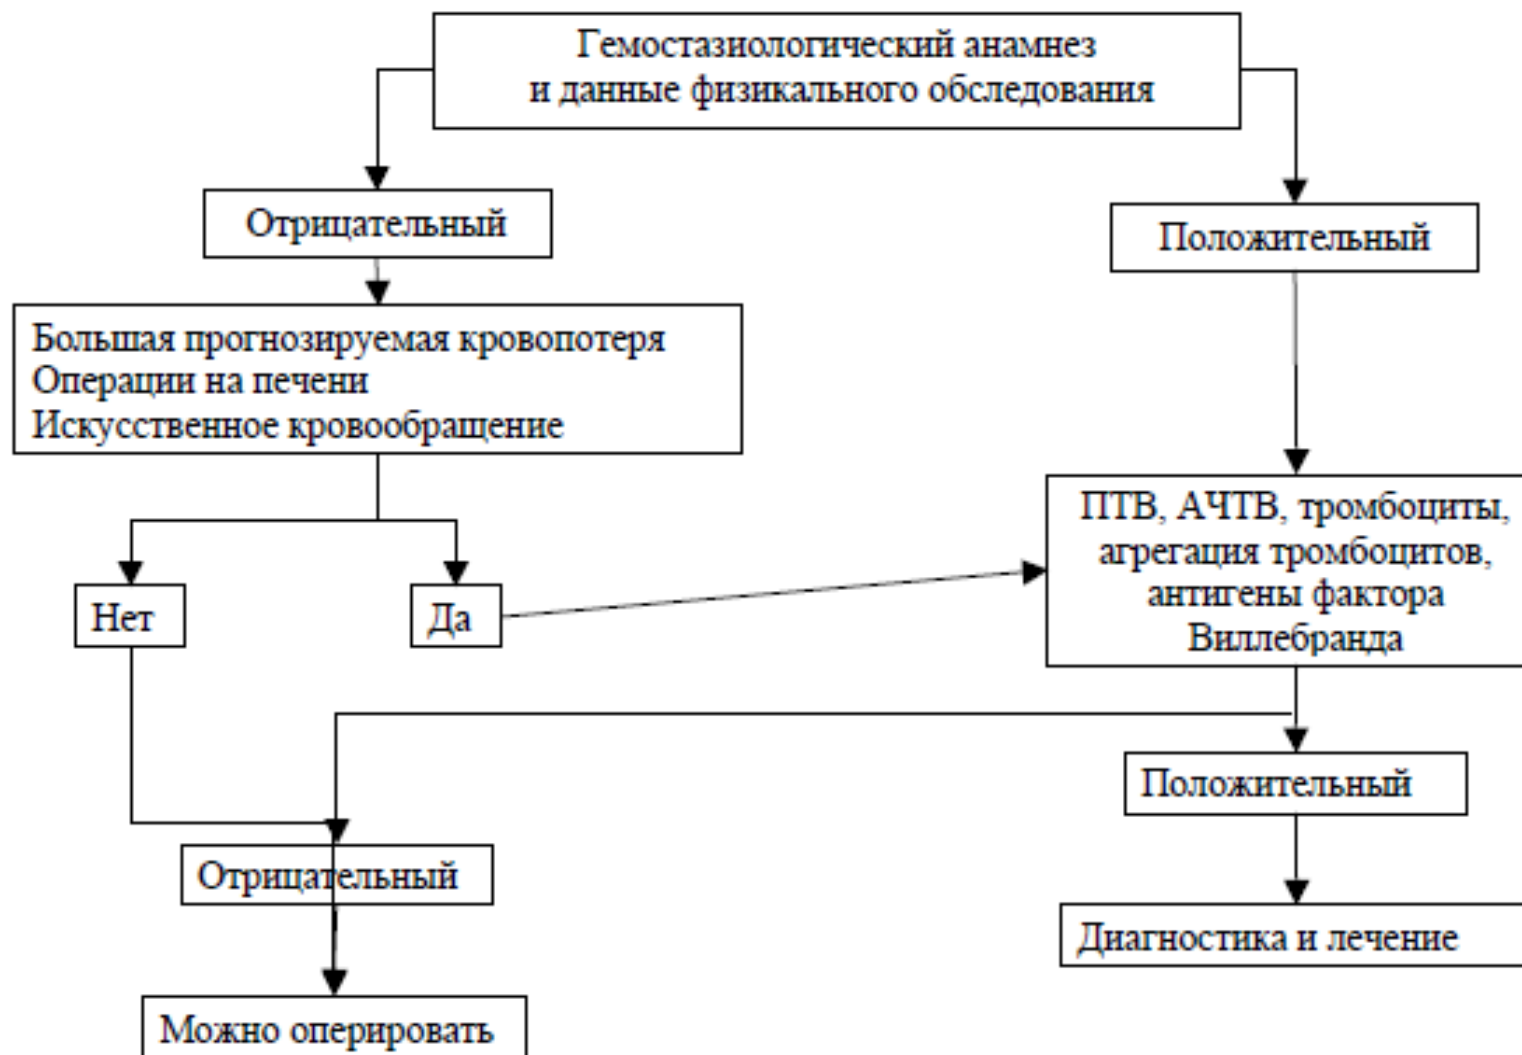 Гемостазиологический анамнез
и данные физикального обследования
Отрицательный
Положительный
Большая прогнозируемая кровопотеря
Операции на печени
Искусственное кровообращение
ПТВ, АЧТВ, тромбоциты,
агрегация тромбоцитов,
антигены фактора
Виллебранда
Нет
Да
Положительный
Отрицательный
Диагностика и лечение
Можно оперировать